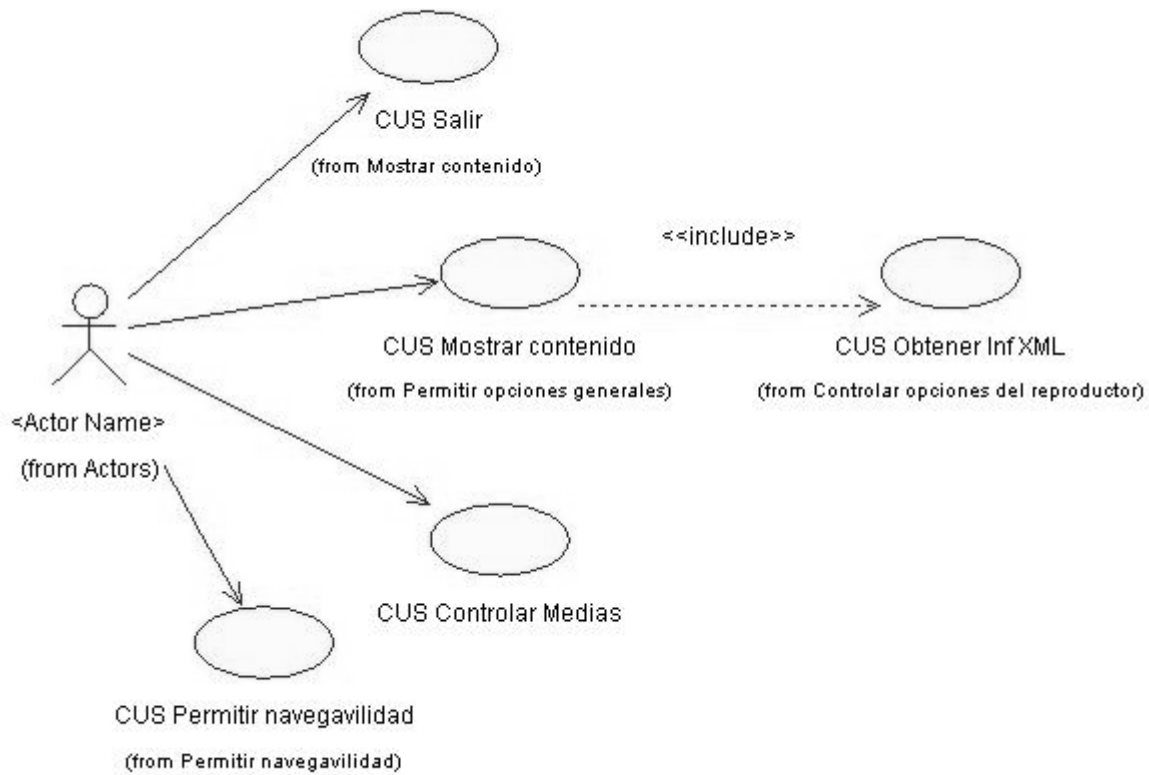 CUS Salir
(from Mostrar contenido)
<<include>>
CUS Mostrar contenido
(from Permitir opciones generales)
CUS Obtener Inf XML
(from Controlar opciones del reproductor)
<Actor Name>
(from Actors)
CUS Controlar Medias
CUS Permitir navegavilidad
(from Permitir navegavilidad)